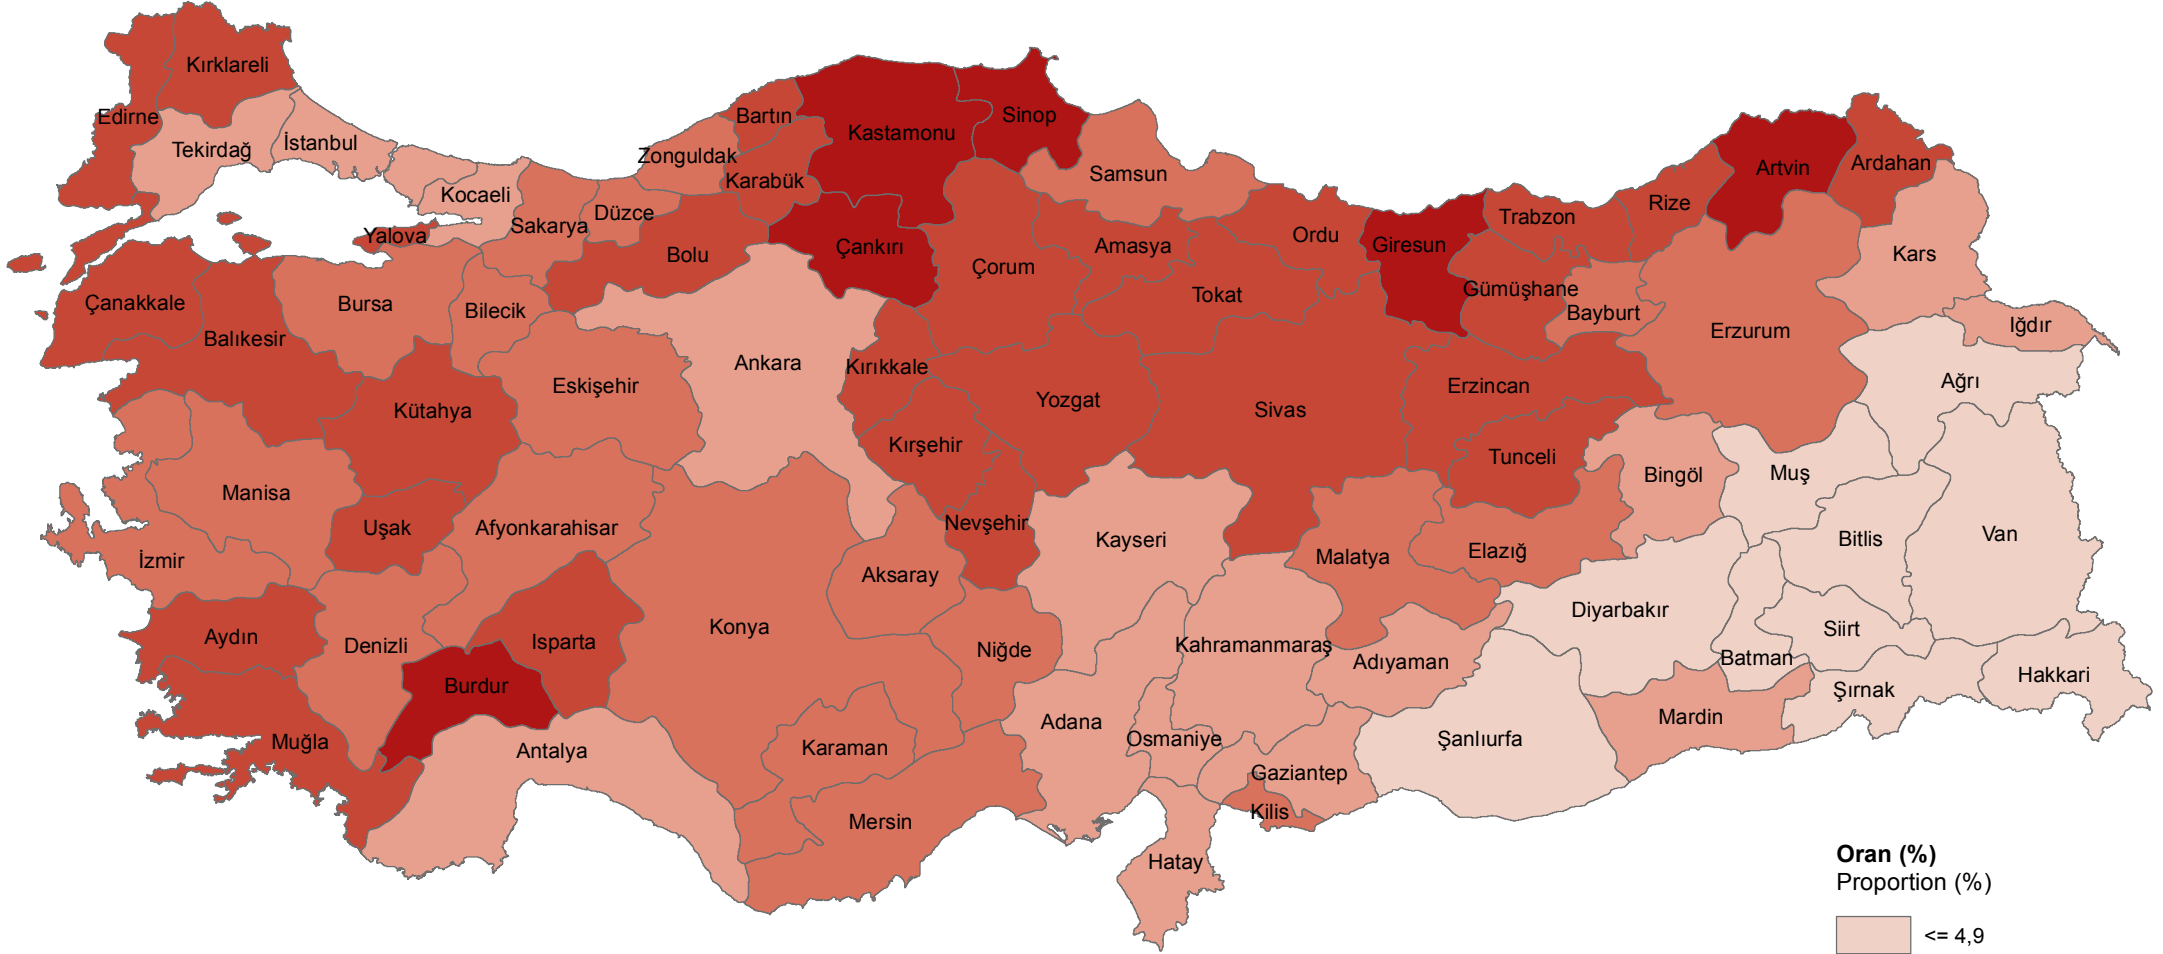 Kırklareli
Edirne
Tekirdağ
İstanbul
Kocaeli
Yalova
Sakarya
Düzce
Zonguldak
Bartın
Karabük
Bolu
Kastamonu
Sinop
Çankırı
Samsun
Çorum
Amasya
Tokat
Ordu
Giresun
Trabzon
Rize
Artvin
Ardahan
Kars
Gümüşhane
Bayburt
Erzurum
Iğdır
Ağrı
Çanakkale
Balıkesir
Bursa
Bilecik
Eskişehir
Kütahya
Ankara
Kırıkkale
Kırşehir
Yozgat
Sivas
Erzincan
Tunceli
Bingöl
Muş
Bitlis
Van
Manisa
Uşak
Afyonkarahisar
İzmir
Aydın
Denizli
Isparta
Burdur
Muğla
Antalya
Konya
Aksaray
Nevşehir
Niğde
Kayseri
Malatya
Elazığ
Diyarbakır
Batman
Siirt
Şırnak
Hakkari
Karaman
Mersin
Adana
Osmaniye
Kahramanmaraş
Adıyaman
Gaziantep
Kilis
Hatay
Şanlıurfa
Mardin
Oran (%)
Proportion (%)
<= 4,9